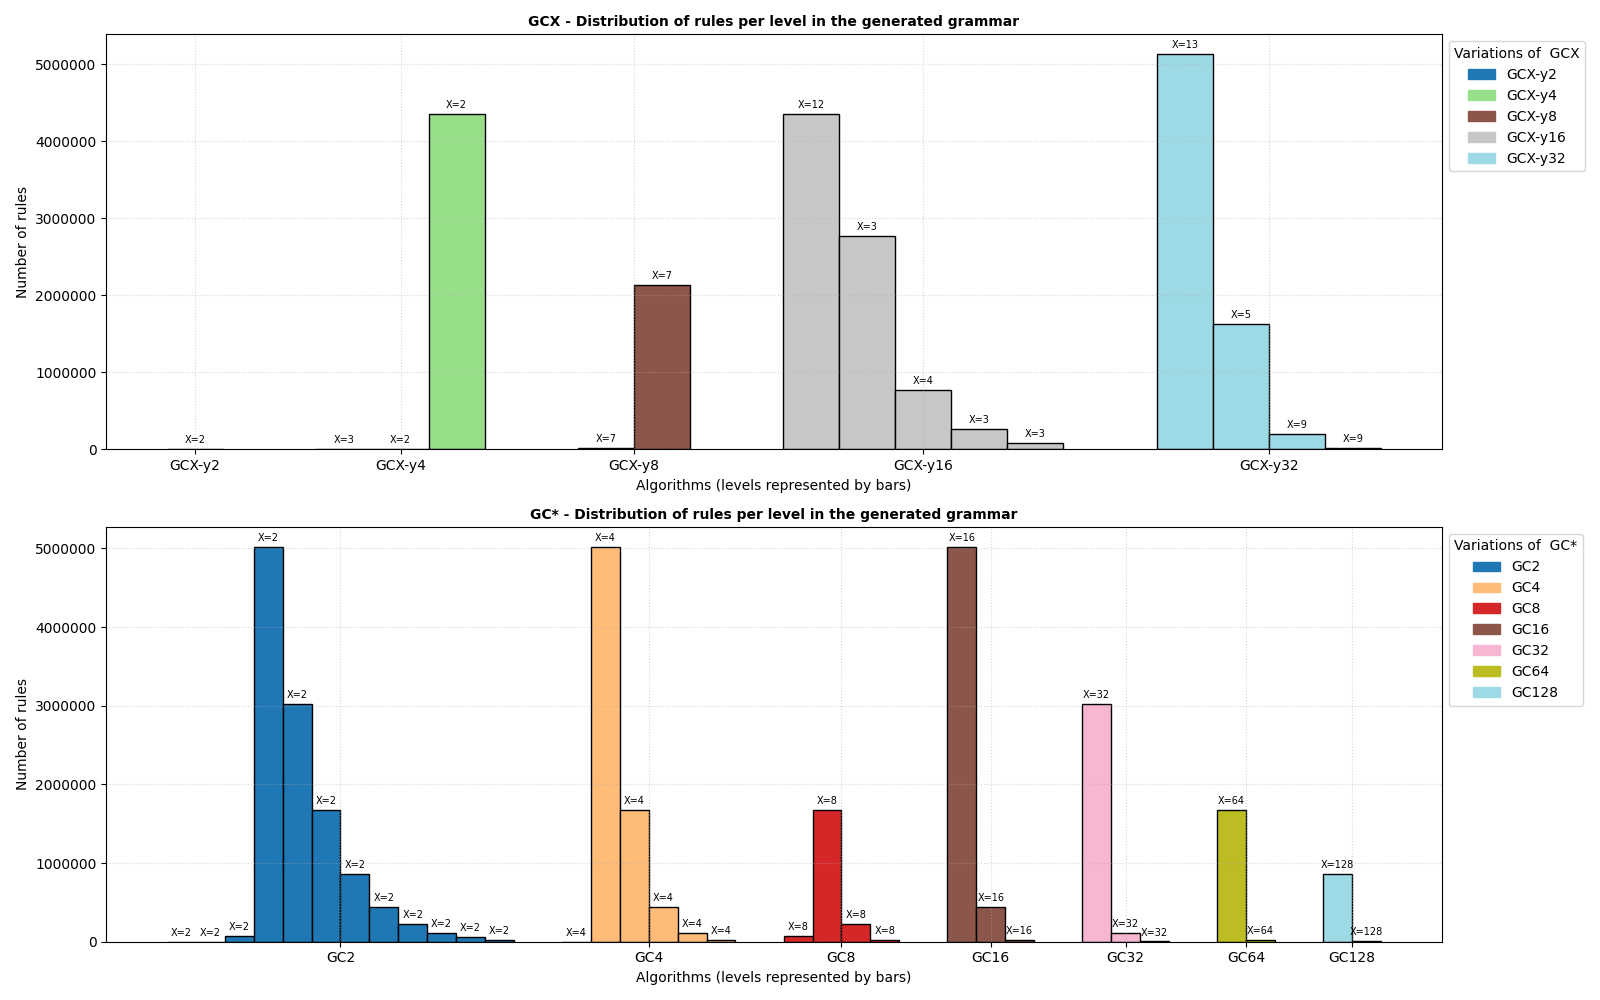 GCX - Distribution of rules per level in the generated grammar
Number of rules
5000000
4000000
3000000
2000000
1000000
0
X=2
X=3 X=2 X=2
X=7 X=7
X=12 X=3 X=4 X=3 X=3
X=13 X=5 X=9 X=9
GCX-y2 GCX-y4 GCX-y8 GCX-y16 GCX-y32
Algorithms (levels represented by bars)
Variations of GCX
GCX-y2
GCX-y4
GCX-y8
GCX-y16
GCX-y32
GC* - Distribution of rules per level in the generated grammar
Number of rules
5000000
4000000
3000000
2000000
1000000
0
X=2 X=2 X=2 X=2 X=2 X=2 X=2 X=2 X=2 X=2 X=2 X=2
X=4 X=4 X=4 X=4 X=4 X=4
X=8 X=8 X=8 X=8
X=16 X=16 X=16
X=32 X=32 X=32
X=64 X=64
X=128 X=128
GC2 GC4 GC8 GC16 GC32 GC64 GC128
Algorithms (levels represented by bars)
Variations of GC*
GC2
GC4
GC8
GC16
GC32
GC64
GC128